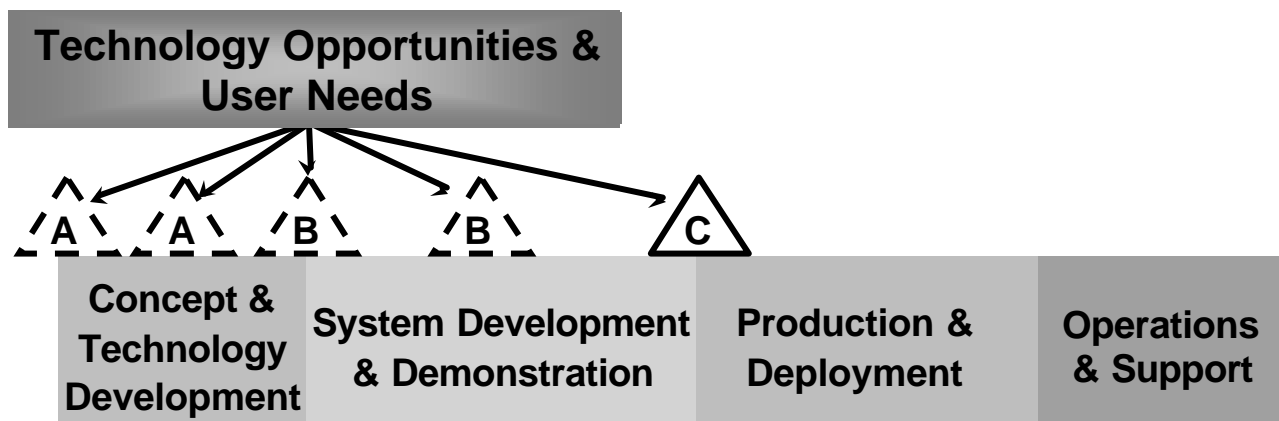 Technology Opportunities &
User Needs
A A B B C
Concept &
Technology
Development
System Development
& Demonstration
Production &
Deployment
Operations
& Support